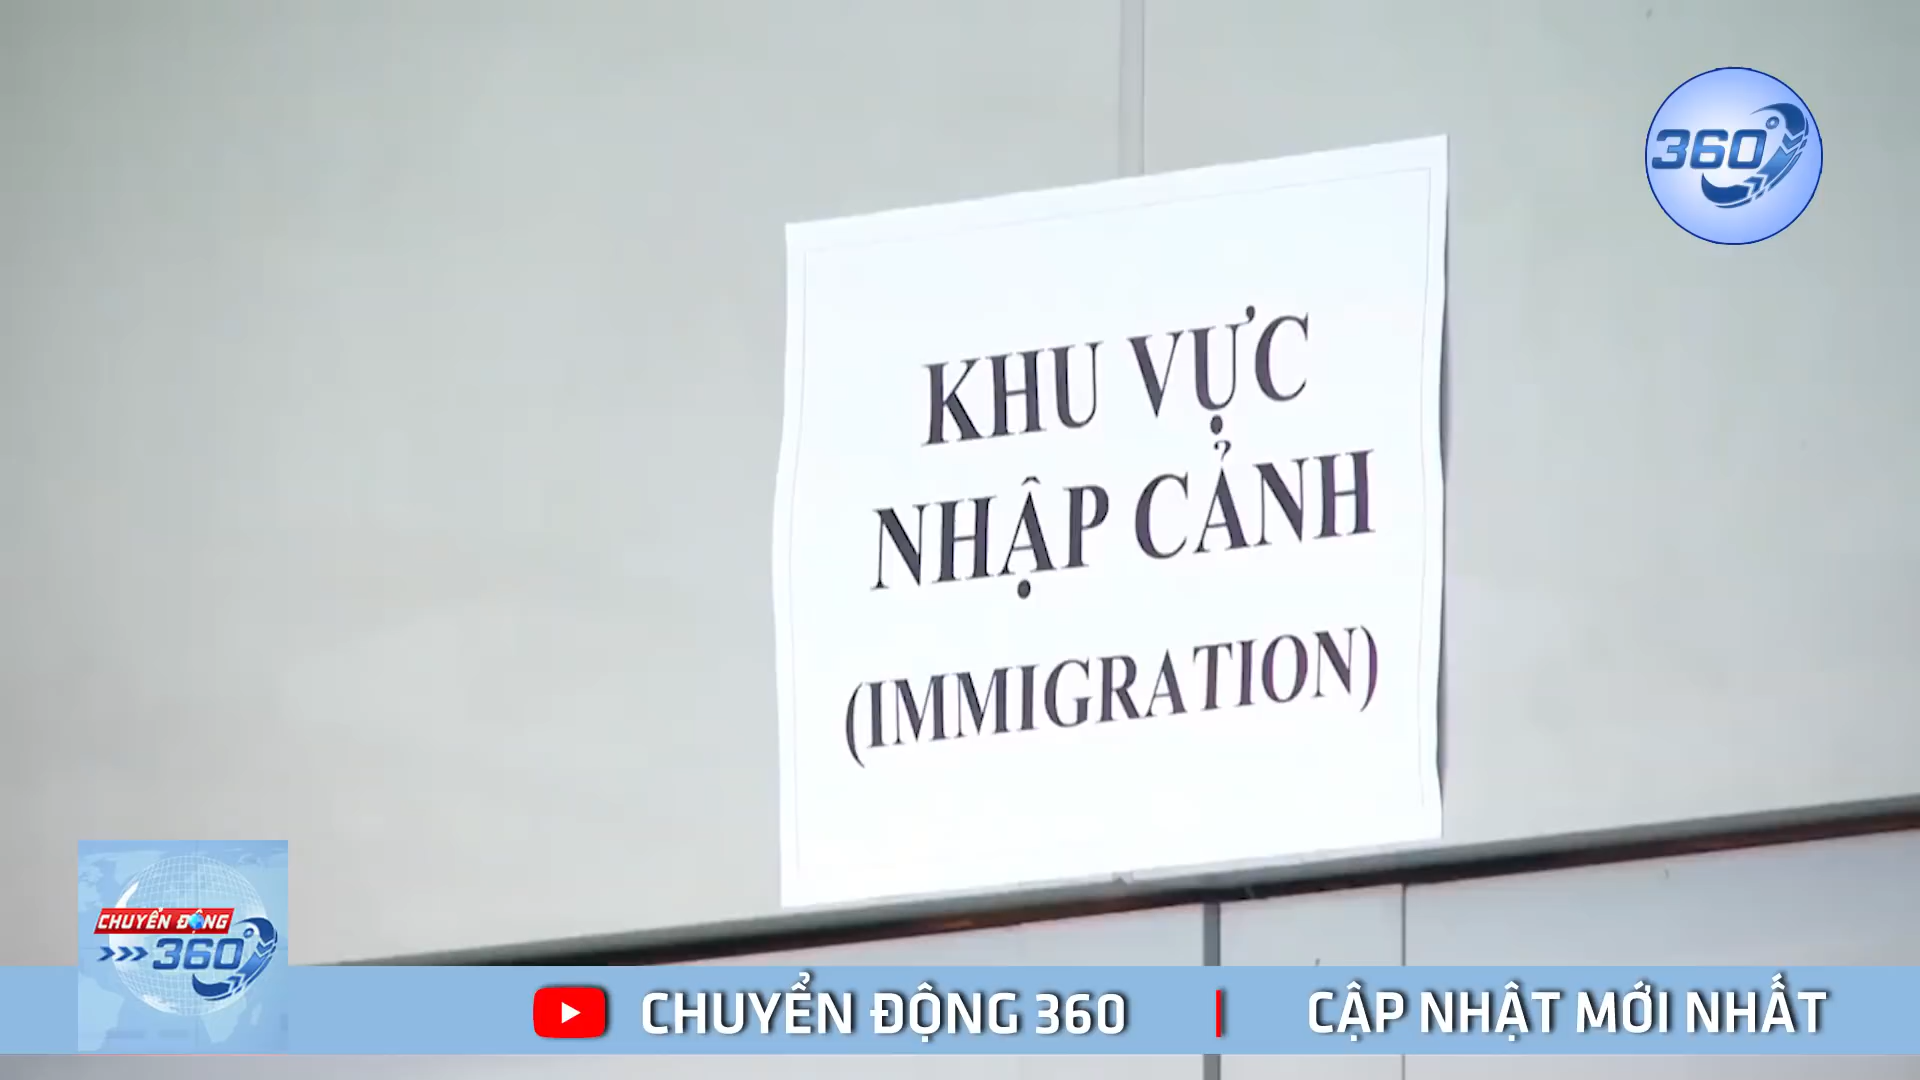 360°
KHU VỰC
NHẬP CẢNH
(IMMIGRATION)
CHUYỂN ĐỘNG
360°
CHUYỂN ĐỘNG 360 | CẬP NHẬT MỚI NHẤT